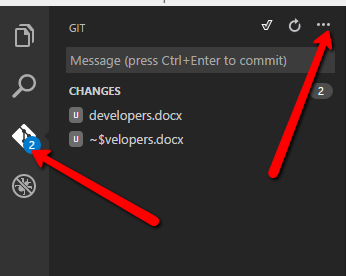 GIT
Message (press Ctrl+Enter to commit)
CHANGES 2
U developers.docx
U ~$velopers.docx
2